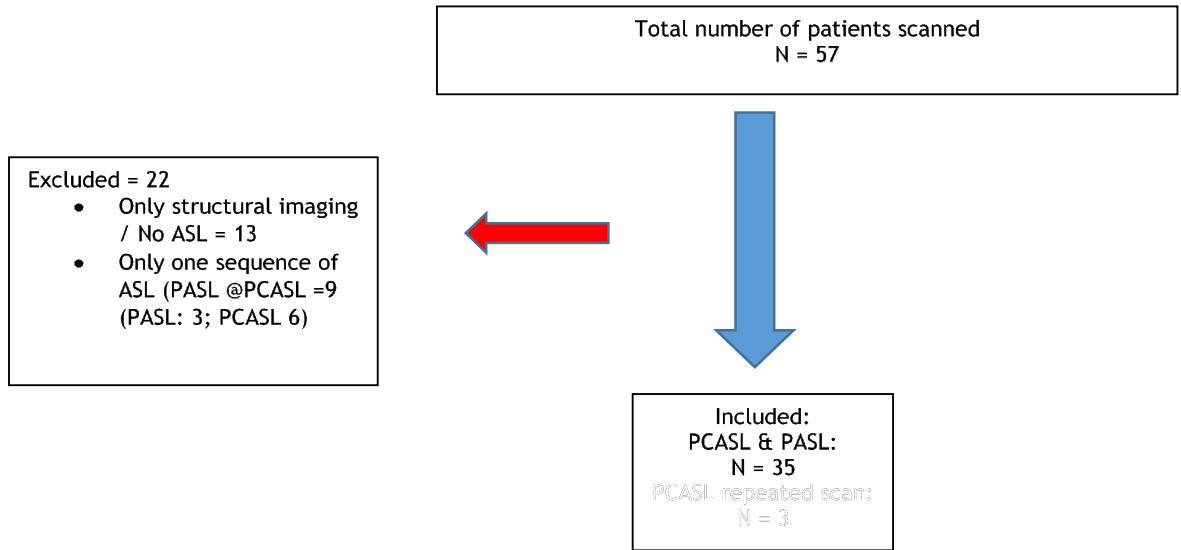 Total number of patients scanned
N = 57
Excluded = 22
• Only structural imaging
/ No ASL = 13
• Only one sequence of
ASL (PASL @PCASL =9
(PASL: 3; PCASL 6)
Included:
PCASL & PASL:
N = 35
PCASL repeated scan:
N = 3